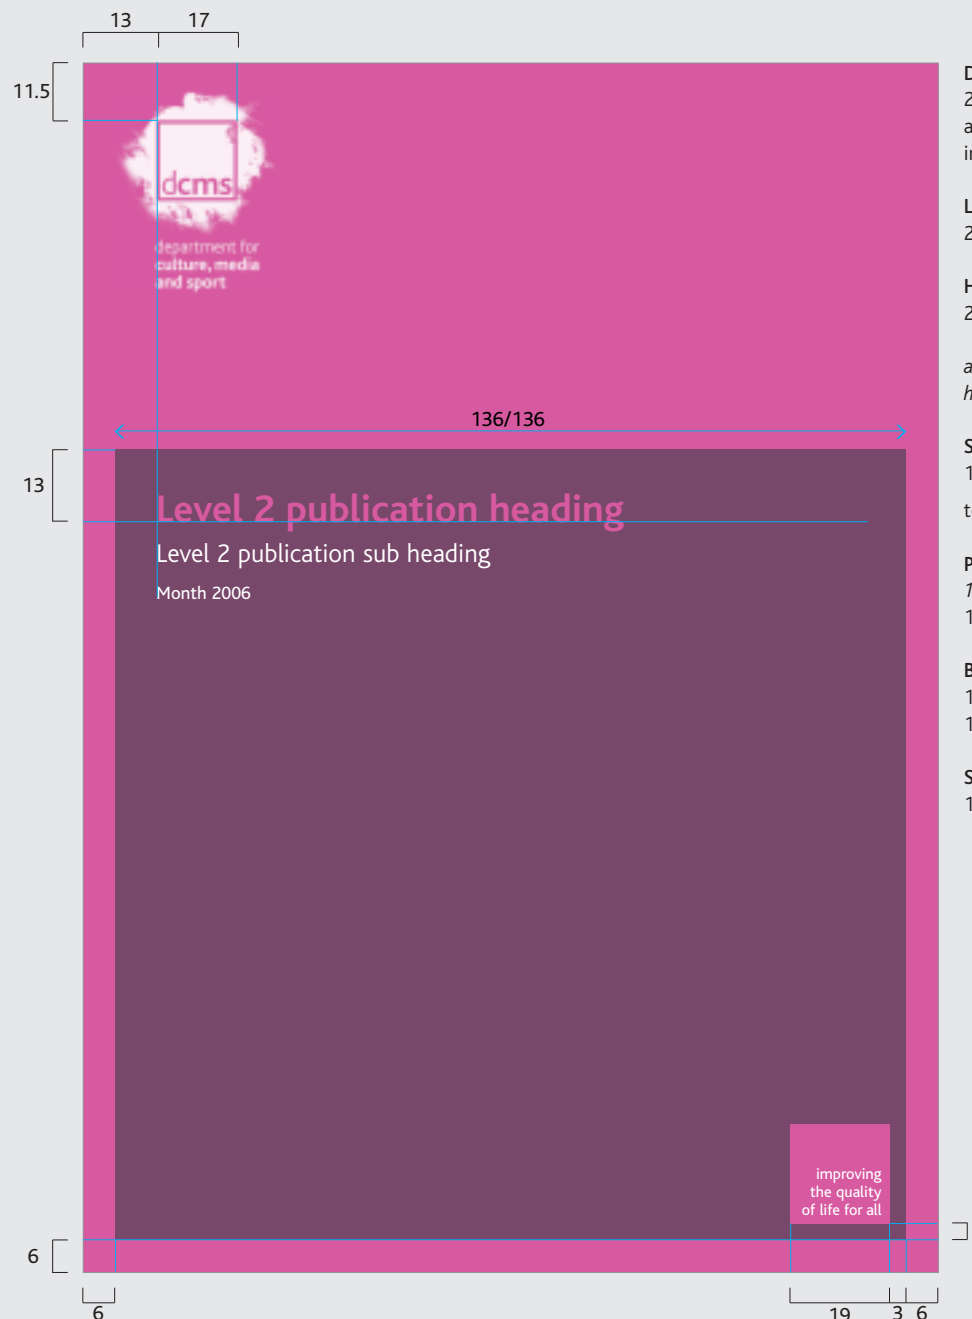 13 17
11.5
dcms
department for
culture, media
and sport
136/136
13
Level 2 publication heading
Level 2 publication sub heading
Month 2006
improving
the quality
of life for all
6
6 19 3 6